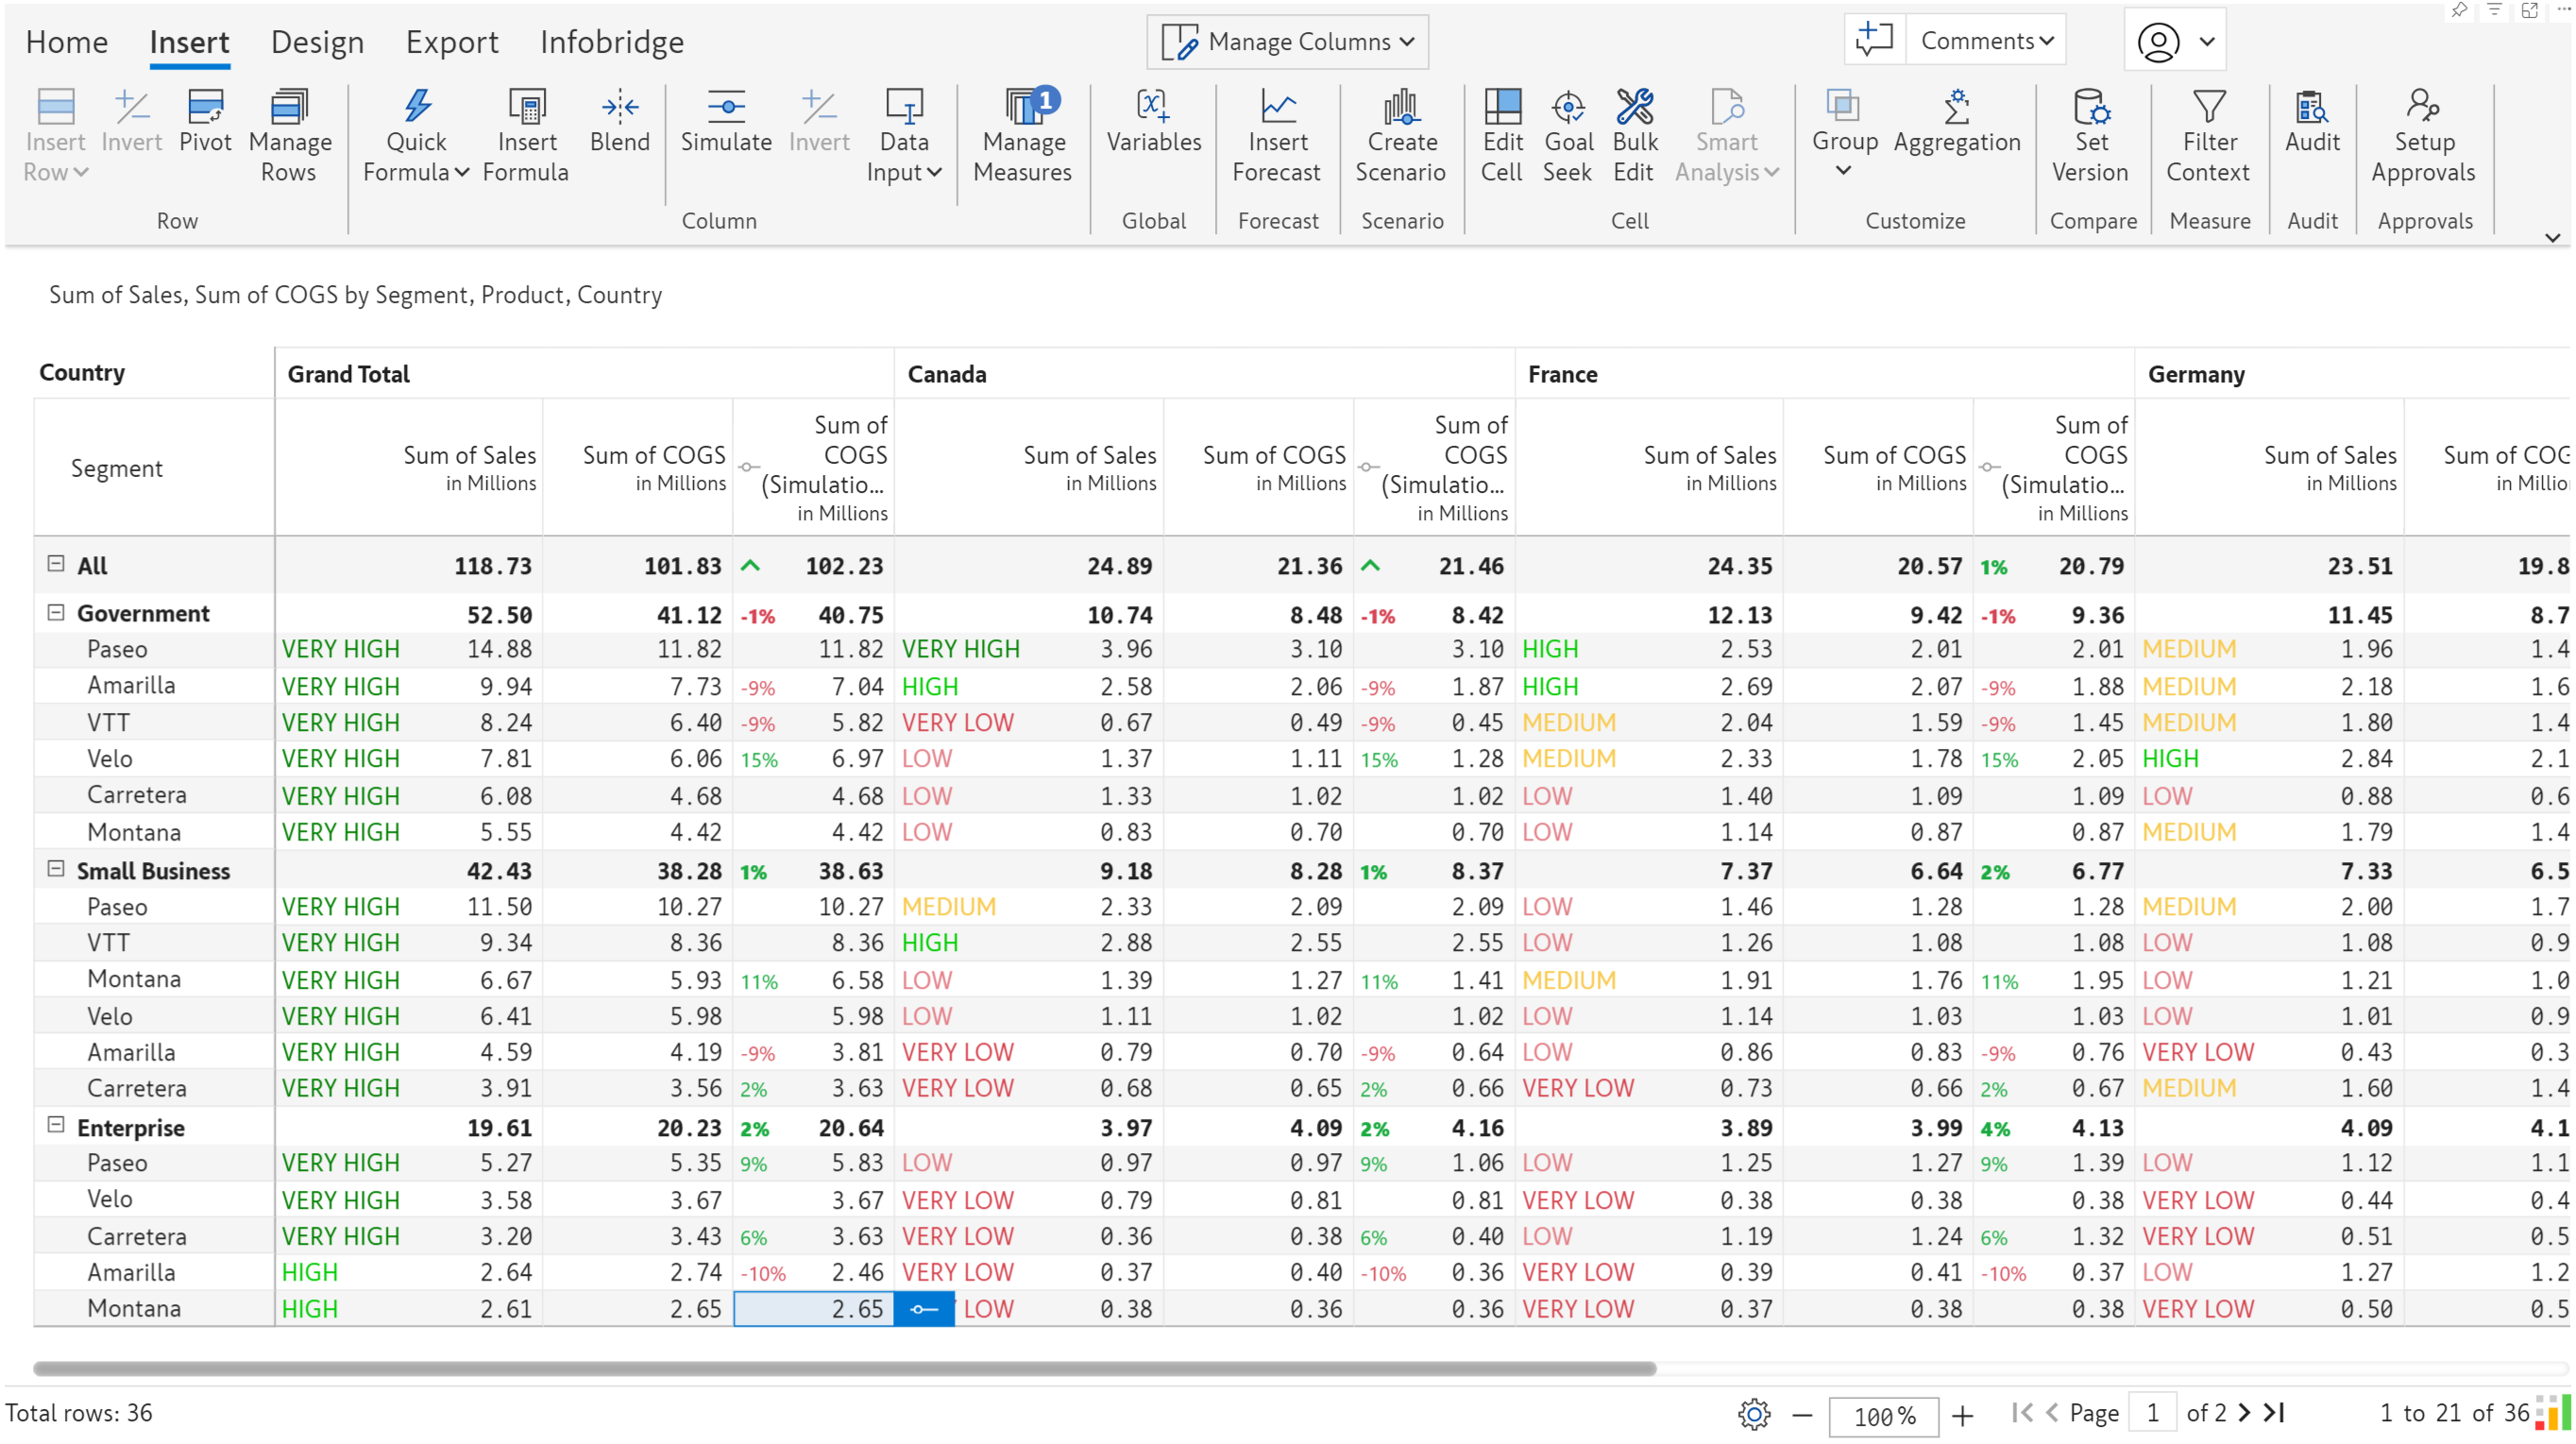 Home Insert Design Export Infobridge Manage Columns Comments
Insert Row Invert Pivot Manage Rows Quick Formula Insert Formula Blend Simulate Invert Data Input Manage Measures 1 Variables Insert Forecast Create Scenario Edit Cell Goal Seek Bulk Edit Smart Analysis Group Aggregation Set Version Filter Context Audit Setup Approvals
Row Column Global Forecast Scenario Cell Customize Compare Measure Audit Approvals
Sum of Sales, Sum of COGS by Segment, Product, Country
Country Grand Total Canada France Germany
Segment Sum of Sales in Millions Sum of COGS in Millions Sum of COGS (Simulatio... in Millions Sum of Sales in Millions Sum of COGS in Millions Sum of COGS (Simulatio... in Millions Sum of Sales in Millions Sum of COGS in Millions Sum of COGS (Simulatio... in Millions Sum of Sales in Millions Sum of COG in Millio
All 118.73 101.83 102.23 24.89 21.36 21.46 24.35 20.57 1% 20.79 23.51 19.8
Government 52.50 41.12 -1% 40.75 10.74 8.48 -1% 8.42 12.13 9.42 -1% 9.36 11.45 8.7
Paseo VERY HIGH 14.88 11.82 11.82 VERY HIGH 3.96 3.10 3.10 HIGH 2.53 2.01 2.01 MEDIUM 1.96 1.4
Amarilla VERY HIGH 9.94 7.73 -9% 7.04 HIGH 2.58 2.06 -9% 1.87 HIGH 2.69 2.07 -9% 1.88 MEDIUM 2.18 1.6
VTT VERY HIGH 8.24 6.40 -9% 5.82 VERY LOW 0.67 0.49 -9% 0.45 MEDIUM 2.04 1.59 -9% 1.45 MEDIUM 1.80 1.4
Velo VERY HIGH 7.81 6.06 15% 6.97 LOW 1.37 1.11 15% 1.28 MEDIUM 2.33 1.78 15% 2.05 HIGH 2.84 2.1
Carretera VERY HIGH 6.08 4.68 4.68 LOW 1.33 1.02 1.02 LOW 1.40 1.09 1.09 LOW 0.88 0.6
Montana VERY HIGH 5.55 4.42 4.42 LOW 0.83 0.70 0.70 LOW 1.14 0.87 0.87 MEDIUM 1.79 1.4
Small Business 42.43 38.28 1% 38.63 9.18 8.28 1% 8.37 7.37 6.64 2% 6.77 7.33 6.5
Paseo VERY HIGH 11.50 10.27 10.27 MEDIUM 2.33 2.09 2.09 LOW 1.46 1.28 1.28 MEDIUM 2.00 1.7
VTT VERY HIGH 9.34 8.36 8.36 HIGH 2.88 2.55 2.55 LOW 1.26 1.08 1.08 LOW 1.08 0.9
Montana VERY HIGH 6.67 5.93 11% 6.58 LOW 1.39 1.27 11% 1.41 MEDIUM 1.91 1.76 11% 1.95 LOW 1.21 1.0
Velo VERY HIGH 6.41 5.98 5.98 LOW 1.11 1.02 1.02 LOW 1.14 1.03 1.03 LOW 1.01 0.9
Amarilla VERY HIGH 4.59 4.19 -9% 3.81 VERY LOW 0.79 0.70 -9% 0.64 LOW 0.86 0.83 -9% 0.76 VERY LOW 0.43 0.3
Carretera VERY HIGH 3.91 3.56 2% 3.63 VERY LOW 0.68 0.65 2% 0.66 VERY LOW 0.73 0.66 2% 0.67 MEDIUM 1.60 1.4
Enterprise 19.61 20.23 2% 20.64 3.97 4.09 2% 4.16 3.89 3.99 4% 4.13 4.09 4.1
Paseo VERY HIGH 5.27 5.35 9% 5.83 LOW 0.97 0.97 9% 1.06 LOW 1.25 1.27 9% 1.39 LOW 1.12 1.1
Velo VERY HIGH 3.58 3.67 3.67 VERY LOW 0.79 0.81 0.81 VERY LOW 0.38 0.38 0.38 VERY LOW 0.44 0.4
Carretera VERY HIGH 3.20 3.43 6% 3.63 VERY LOW 0.36 0.38 6% 0.40 LOW 1.19 1.24 6% 1.32 VERY LOW 0.51 0.5
Amarilla HIGH 2.64 2.74 -10% 2.46 VERY LOW 0.37 0.40 -10% 0.36 VERY LOW 0.39 0.41 -10% 0.37 LOW 1.27 1.2
Montana HIGH 2.61 2.65 2.65 LOW 0.38 0.36 0.36 VERY LOW 0.37 0.38 0.38 VERY LOW 0.50 0.5
Total rows: 36 100% Page 1 of 2 1 to 21 of 36